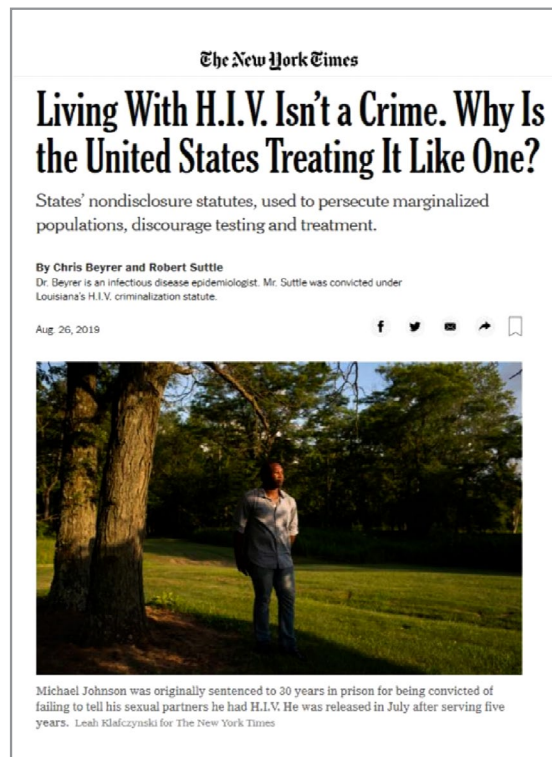 The New York Times
Living With H.I.V. Isn't a Crime. Why Is
the United States Treating It Like One?
States' nondisclosure statutes, used to persecute marginalized
populations, discourage testing and treatment.
By Chris Beyrer and Robert Suttle
Dr. Beyrer is an infectious disease epidemiologist. Mr. Suttle was convicted under
Louisiana's H.I.V. criminalization statute.
Aug. 26, 2019
Michael Johnson was originally sentenced to 30 years in prison for being convicted of
failing to tell his sexual partners he had H.I.V. He was released in July after serving five
years. Leah Klafczynski for The New York Times